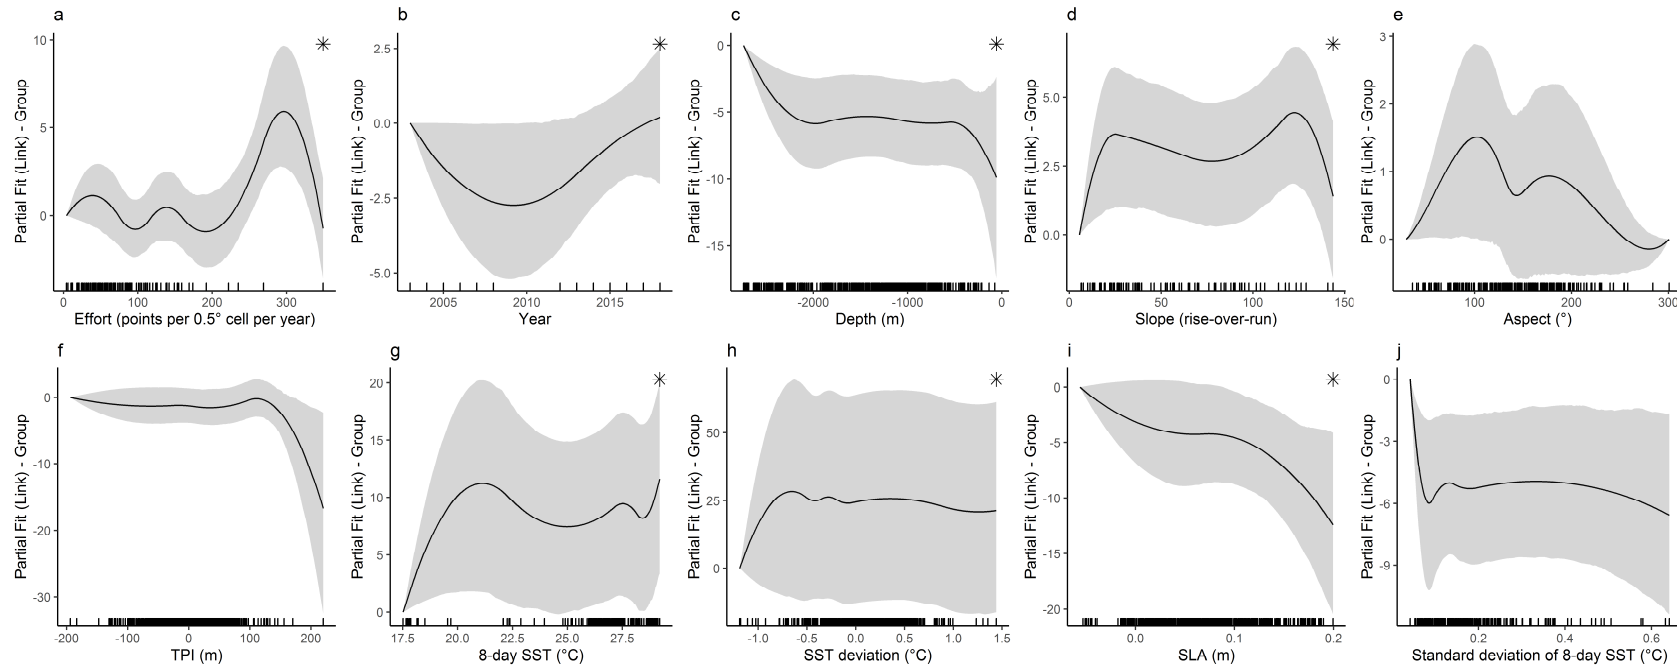 a
10
5
0
Partial Fit (Link) - Group
0
100
200
300
Effort (points per 0.5° cell per year)
b
2.5
0.0
-2.5
-5.0
Partial Fit (Link) - Group
2005
2010
2015
Year
c
0
-5
-10
-15
Partial Fit (Link) - Group
-2000
-1000
0
Depth (m)
d
5.0
2.5
0.0
Partial Fit (Link) - Group
0
50
100
150
Slope (rise-over-run)
e
3
2
1
0
Partial Fit (Link) - Group
100
200
300
Aspect (°)
f
0
-10
-20
-30
Partial Fit (Link) - Group
-200
-100
0
100
200
TPI (m)
g
20
15
10
5
0
Partial Fit (Link) - Group
17.5
20.0
22.5
25.0
27.5
8-day SST (°C)
h
50
25
0
Partial Fit (Link) - Group
-1.0
-0.5
0.0
0.5
1.0
1.5
SST deviation (°C)
i
0
-5
-10
-15
-20
Partial Fit (Link) - Group
0.0
0.1
0.2
SLA (m)
j
0
-3
-6
-9
Partial Fit (Link) - Group
0.2
0.4
0.6
Standard deviation of 8-day SST (°C)